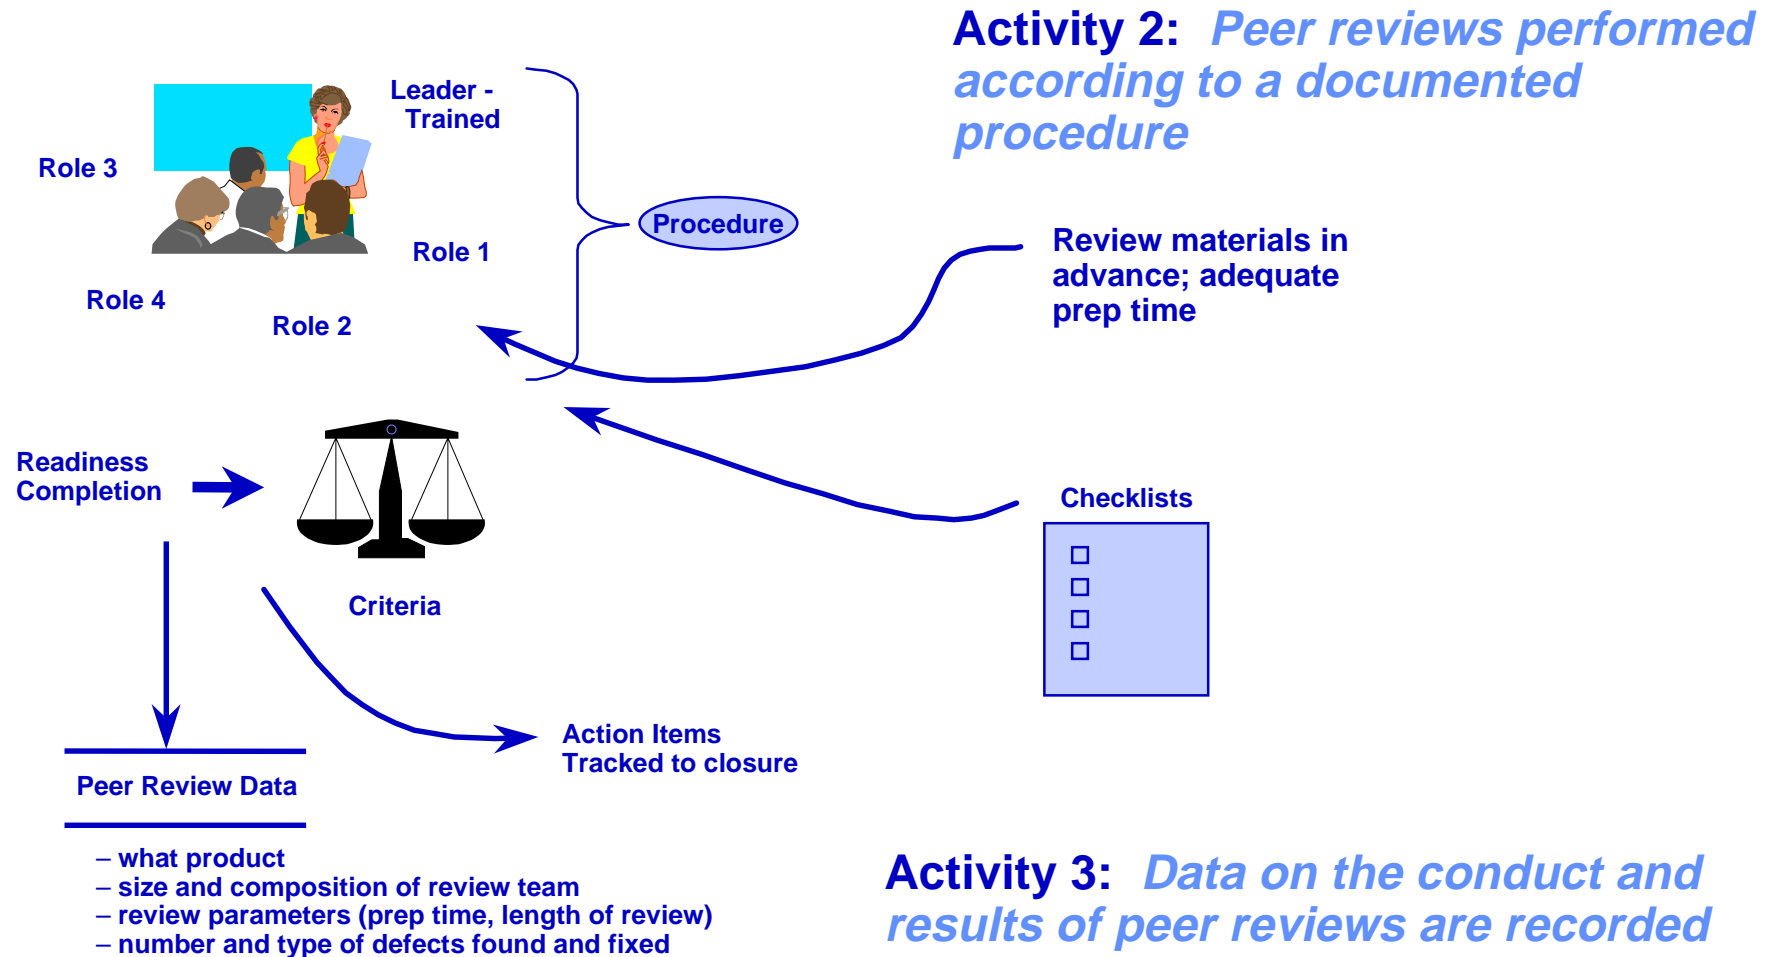 Activity 2: Peer reviews performed
according to a documented
procedure
Leader -
Trained
Role 3
Procedure
Role 1
Review materials in
advance; adequate
prep time
Role 4
Role 2
Readiness
Completion
Checklists
Criteria
Action Items
Tracked to closure
Peer Review Data
– what product
– size and composition of review team
– review parameters (prep time, length of review)
– number and type of defects found and fixed
Activity 3: Data on the conduct and
results of peer reviews are recorded